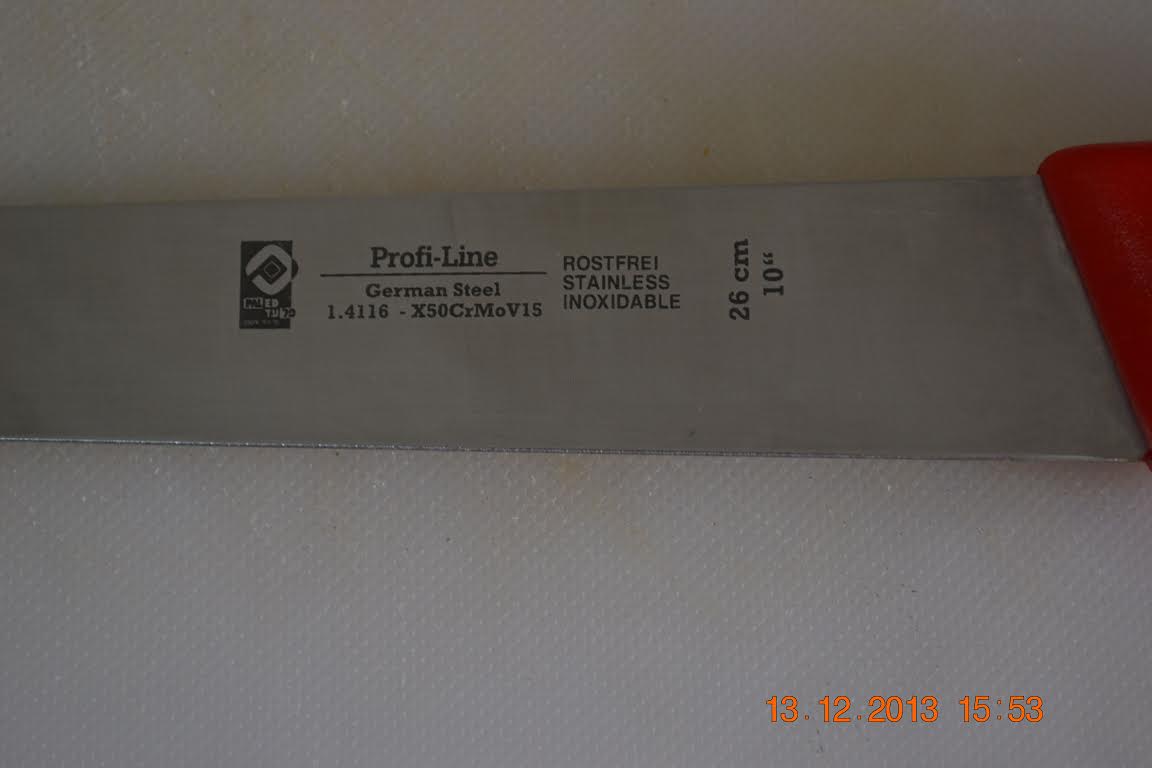 Profi-Line
German Steel
1.4116 - X50CrMoV15
ROSTFREI
STAINLESS
INOXIDABLE
26 cm
10“
13.12.2013 15:53